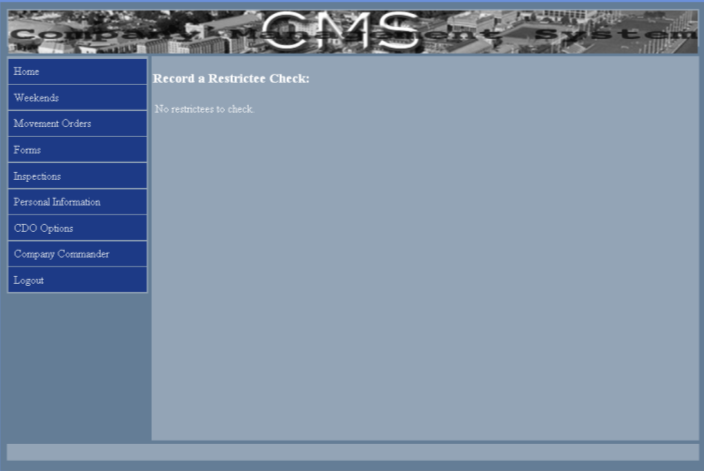 CMS
Company Management System
Home
Record a Restrictee Check:
Weekends
No restrictees to check.
Movement Orders
Forms
Inspections
Personal Information
CDO Options
Company Commander
Logout